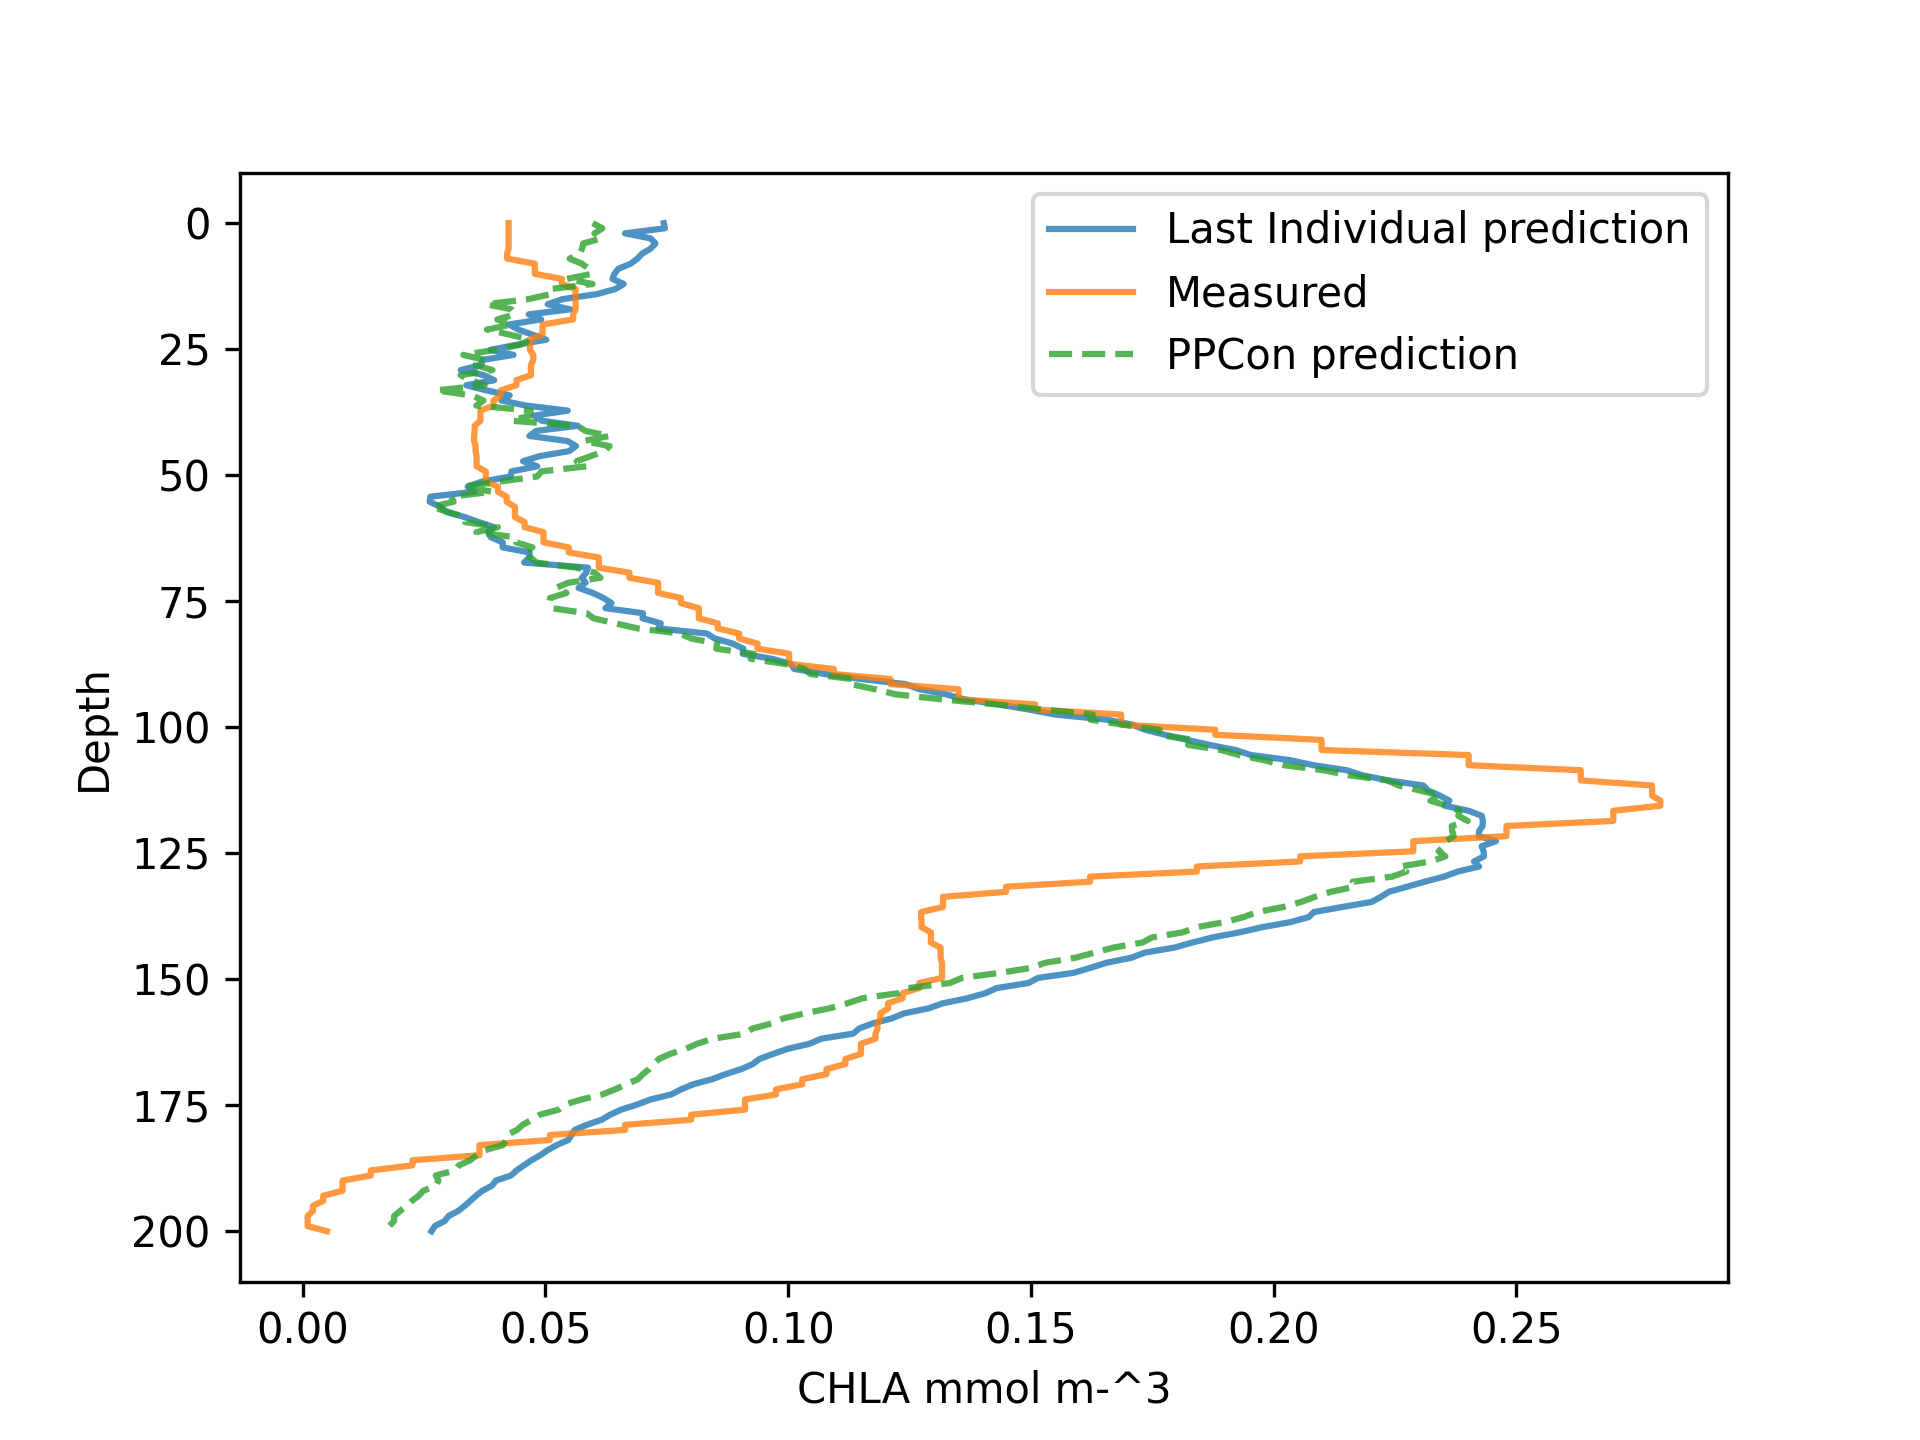 Last Individual prediction
Measured
PPCon prediction
0
25
50
75
100
125
150
175
200
Depth
0.00 0.05 0.10 0.15 0.20 0.25
CHLA mmol m-^3